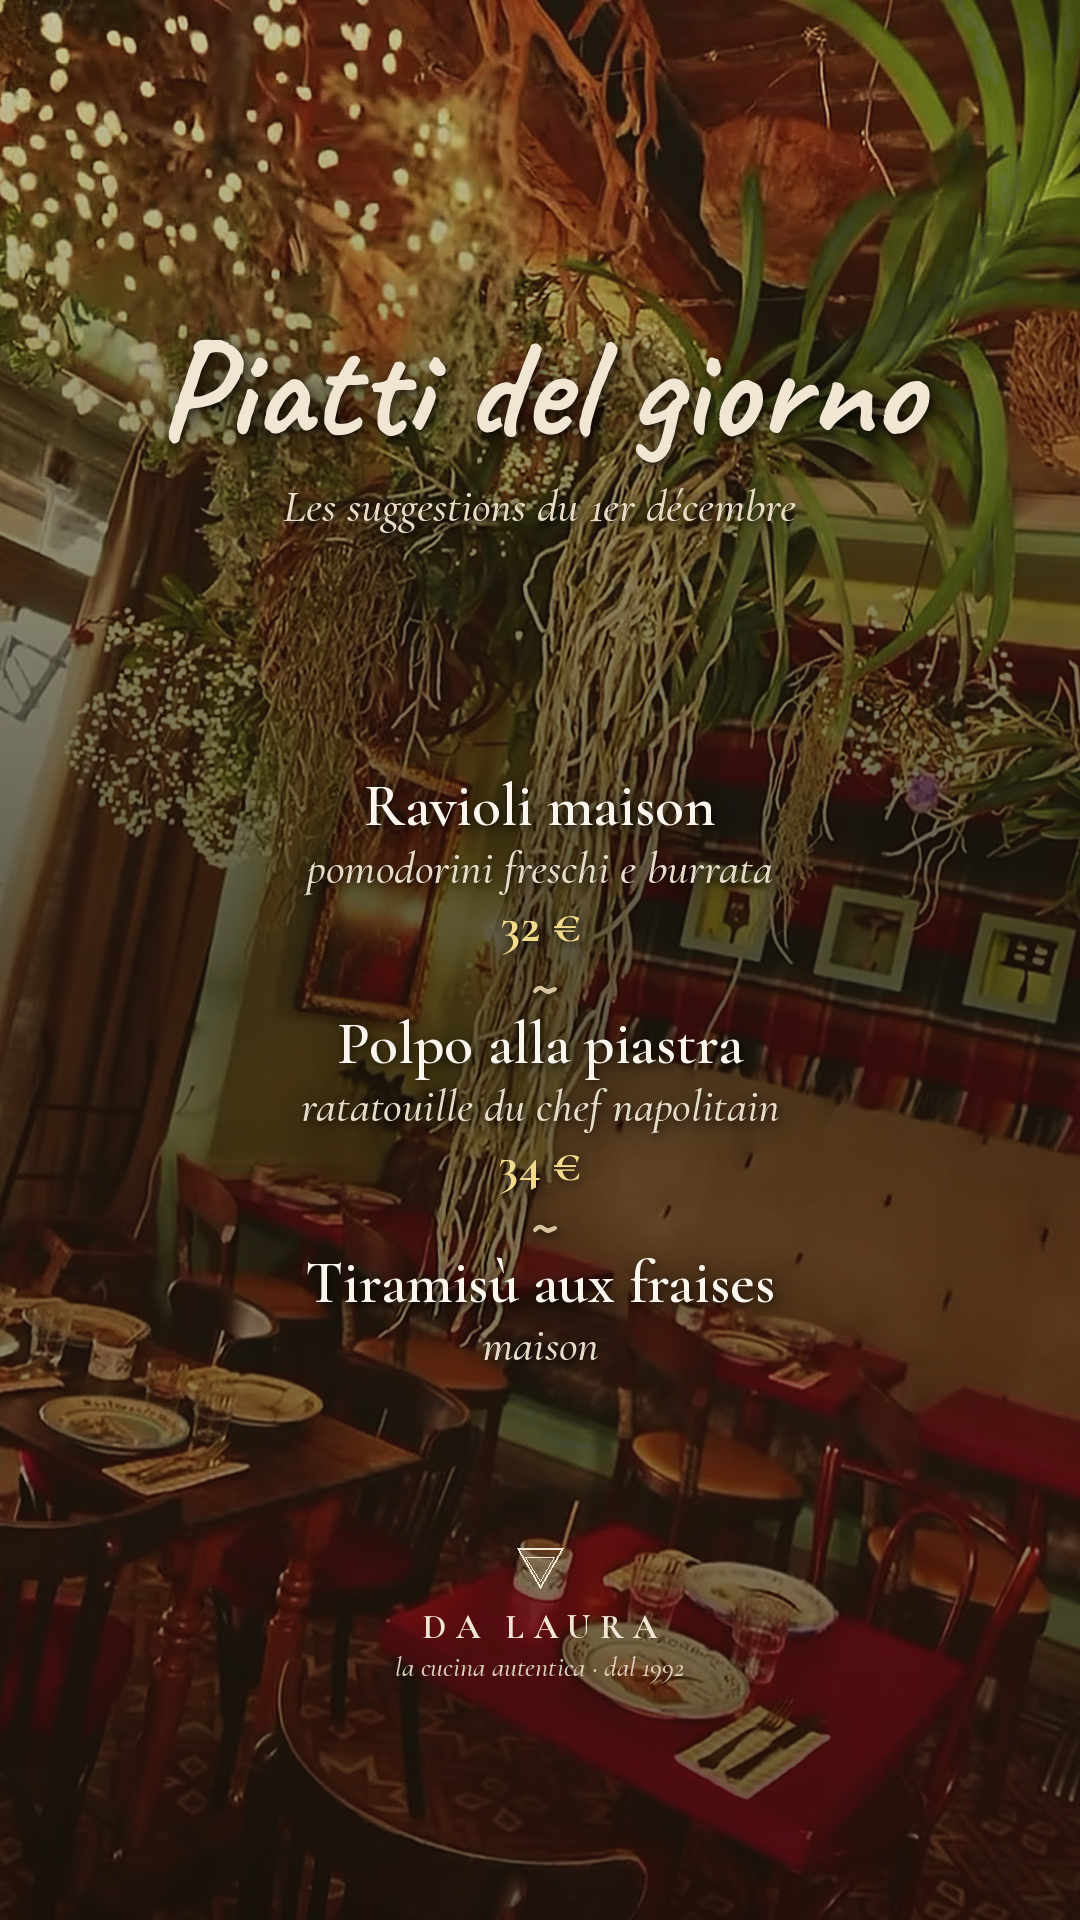 Piatti del giorno
Les suggestions du 1er décembre
Ravioli maison
pomodorini freschi e burrata
32 €
~
Polpo alla piastra
ratatouille du chef napolitain
34 €
~
Tiramisù aux fraises
maison
DA LAURA
la cucina autentica · dal 1992